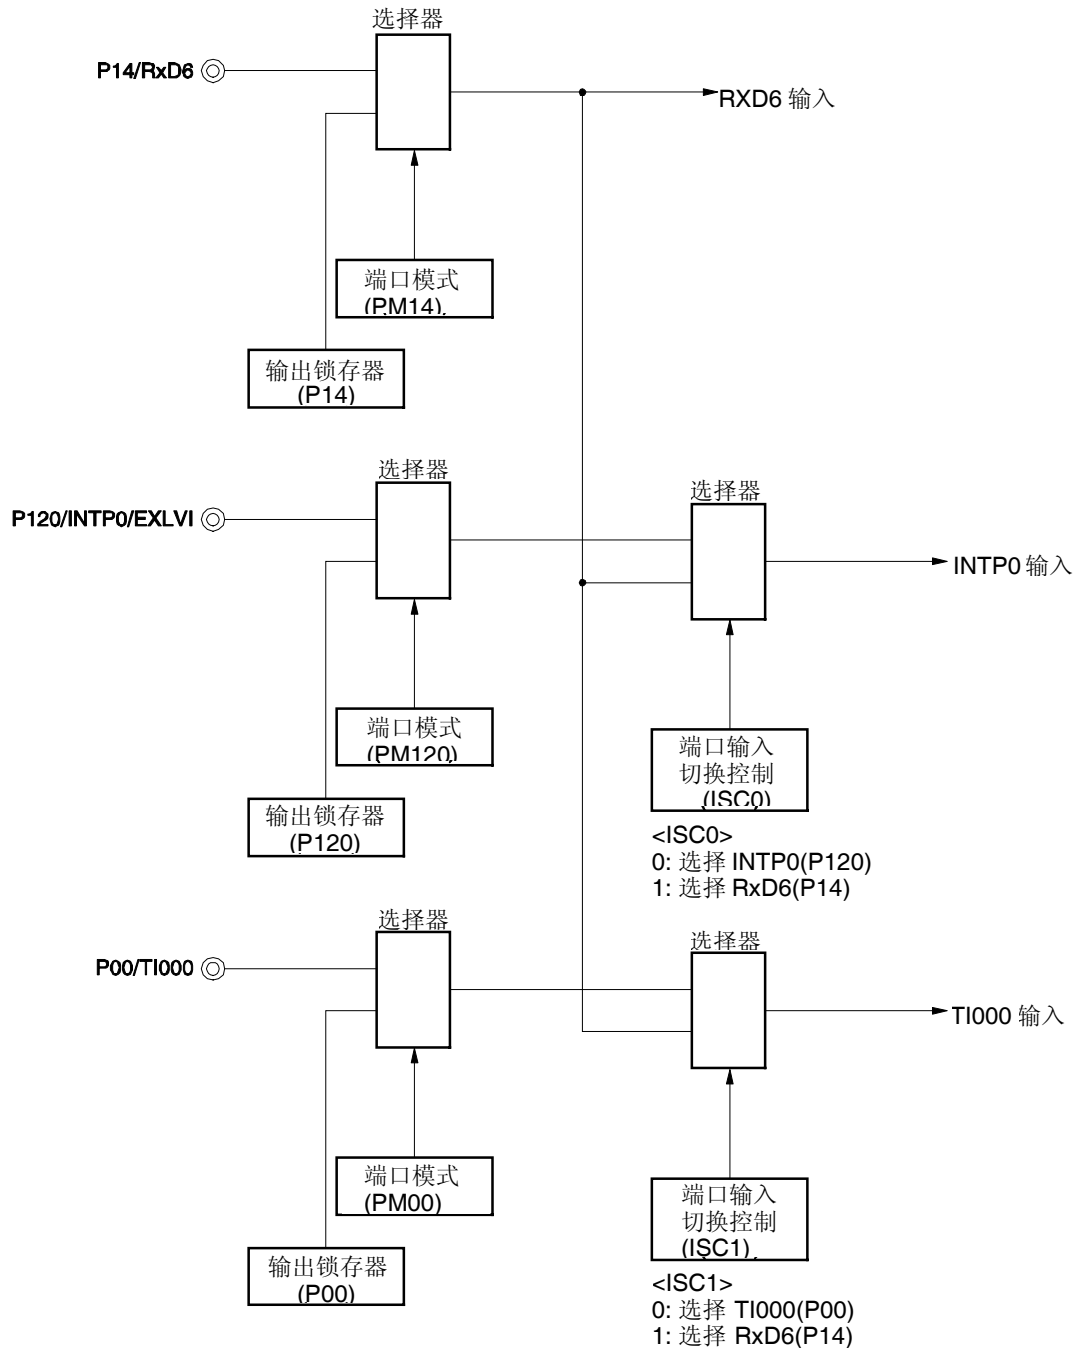 选择器
P14/RxD6
RXD6 输入
端口模式
(PM14)
输出锁存器
(P14)
选择器
P120/INTP0/EXLVI
选择器
INTP0 输入
端口模式
(PM120)
输出锁存器
(P120)
端口输入
切换控制
(ISC0)
<ISC0>
0: 选择 INTP0(P120)
1: 选择 RxD6(P14)
选择器
P00/TI000
选择器
TI000 输入
端口模式
(PM00)
输出锁存器
(P00)
端口输入
切换控制
(ISC1)
<ISC1>
0: 选择 TI000(P00)
1: 选择 RxD6(P14)